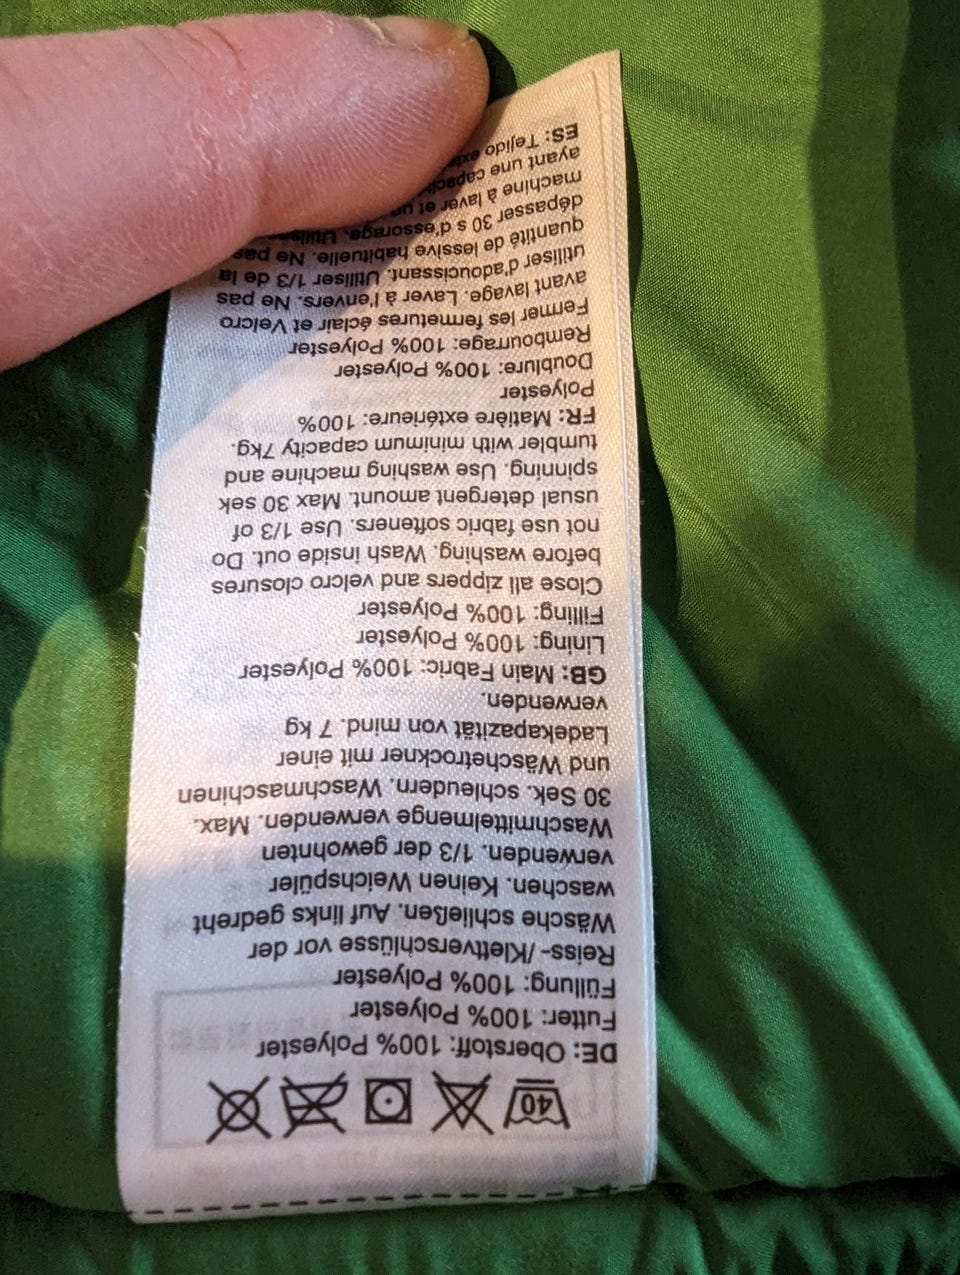 40
DE: Oberstoff: 100% Polyester
Futter: 100% Polyester
Füllung: 100% Polyester
Reiss- /Klettverschlüsse vor der
Wäsche schließen. Auf links gedreht
waschen. Keinen Weichspüler
verwenden. 1/3 der gewohnten
Waschmittelmenge verwenden. Max.
30 Sek. schleudern. Waschmaschinen
und Wäschetrockner mit einer
Ladekapazität von mind. 7 kg
verwenden.
GB: Main Fabric: 100% Polyester
Lining: 100% Polyester
Filling: 100% Polyester
Close all zippers and velcro closures
before washing. Wash inside out. Do
not use fabric softeners. Use 1/3 of
usual detergent amount. Max 30 sek
spinning. Use washing machine and
tumbler with minimum capacity 7kg.
FR: Matière extérieure: 100%
Polyester
Doublure: 100% Polyester
Rembourrage: 100% Polyester
Fermer les fermetures éclair et Velcro
avant lavage. Laver à l'envers. Ne pas
utiliser d'adoucissant. Utiliser 1/3 de la
quantité de lessive habituelle. Ne pas
dépasser 30 s d'essorage.
machine à laver et un
ayant une
ES: Tejido